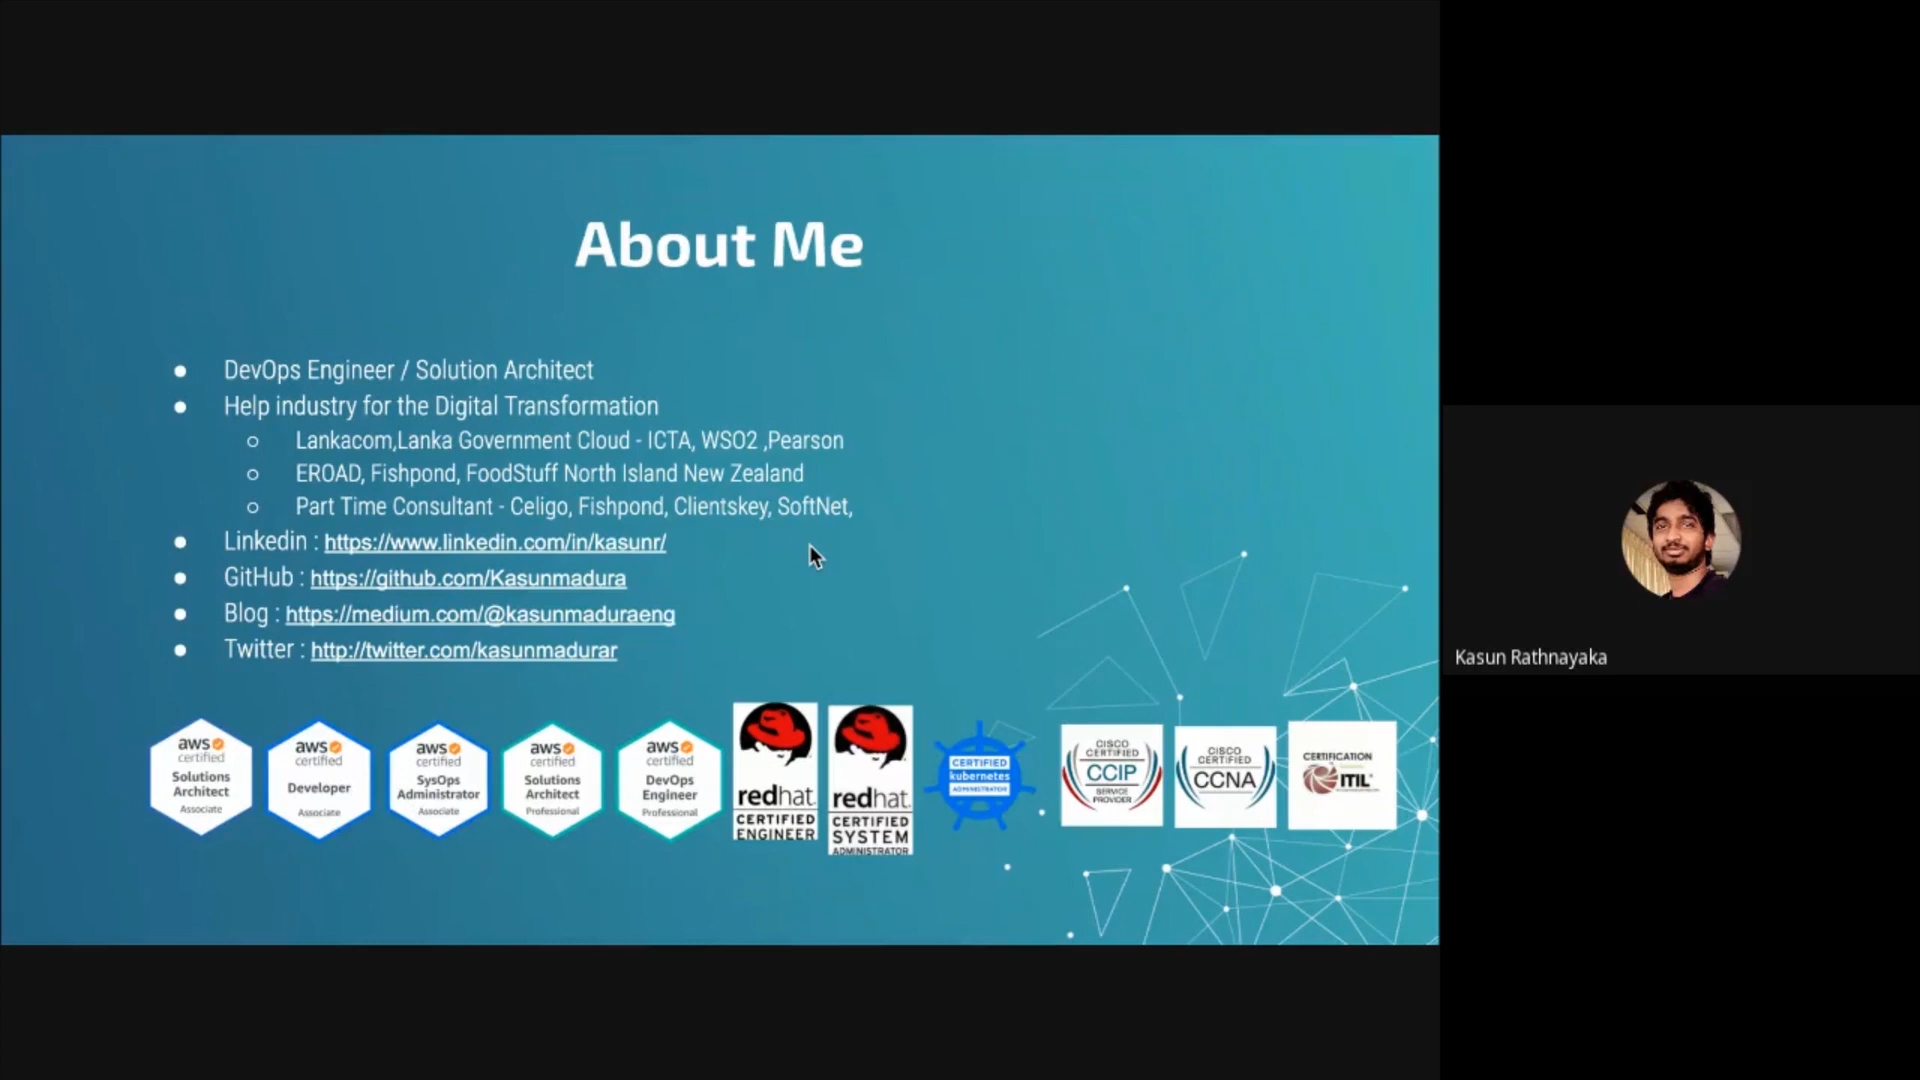 About Me
● DevOps Engineer / Solution Architect
● Help industry for the Digital Transformation
○ Lankacom,Lanka Government Cloud - ICTA, WSO2 ,Pearson
○ EROAD, Fishpond, FoodStuff North Island New Zealand
○ Part Time Consultant - Celigo, Fishpond, Clientskey, SoftNet,
● Linkedin : https://www.linkedin.com/in/kasunr/
● GitHub : https://github.com/Kasunmadura
● Blog : https://medium.com/@kasunmaduraeng
● Twitter : http://twitter.com/kasunmadurar
aws
certified
Solutions
Architect
Associate
aws
certified
Developer
Associate
aws
certified
SysOps
Administrator
Associate
aws
certified
Solutions
Architect
Professional
aws
certified
DevOps
Engineer
Professional
redhat.
CERTIFIED
ENGINEER
redhat.
CERTIFIED
SYSTEM
ADMINISTRATOR
CERTIFIED
kubernetes
ADMINISTRATOR
CISCO
CERTIFIED
CCIP
SERVICE
PROVIDER
CISCO
CERTIFIED
CCNA
CERTIFICATION
ITIL
Kasun Rathnayaka